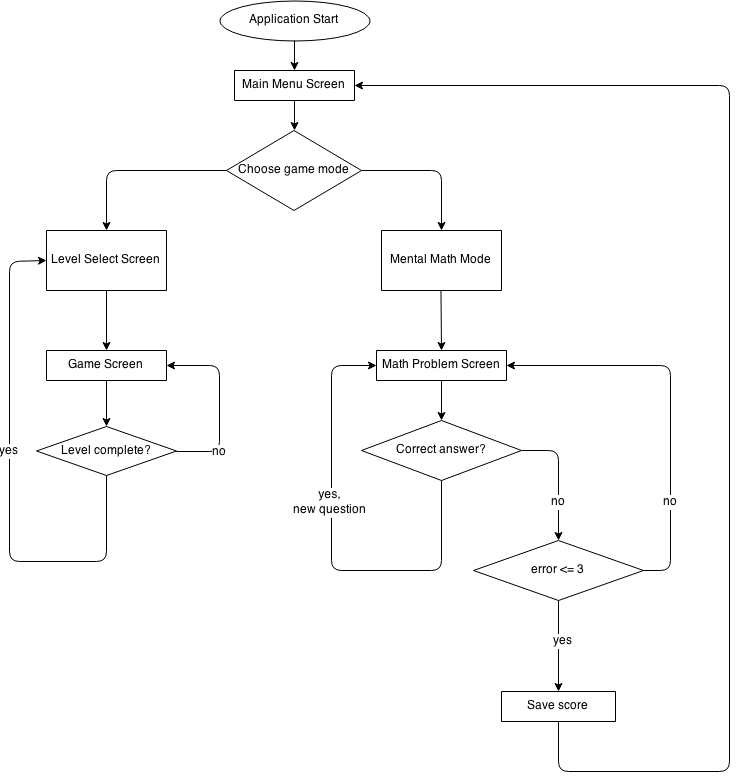 Application Start
Main Menu Screen
Choose game mode
Level Select Screen
Mental Math Mode
Game Screen
Math Problem Screen
Level complete?
no
yes
Correct answer?
yes,
new question
no
no
error <= 3
yes
Save score